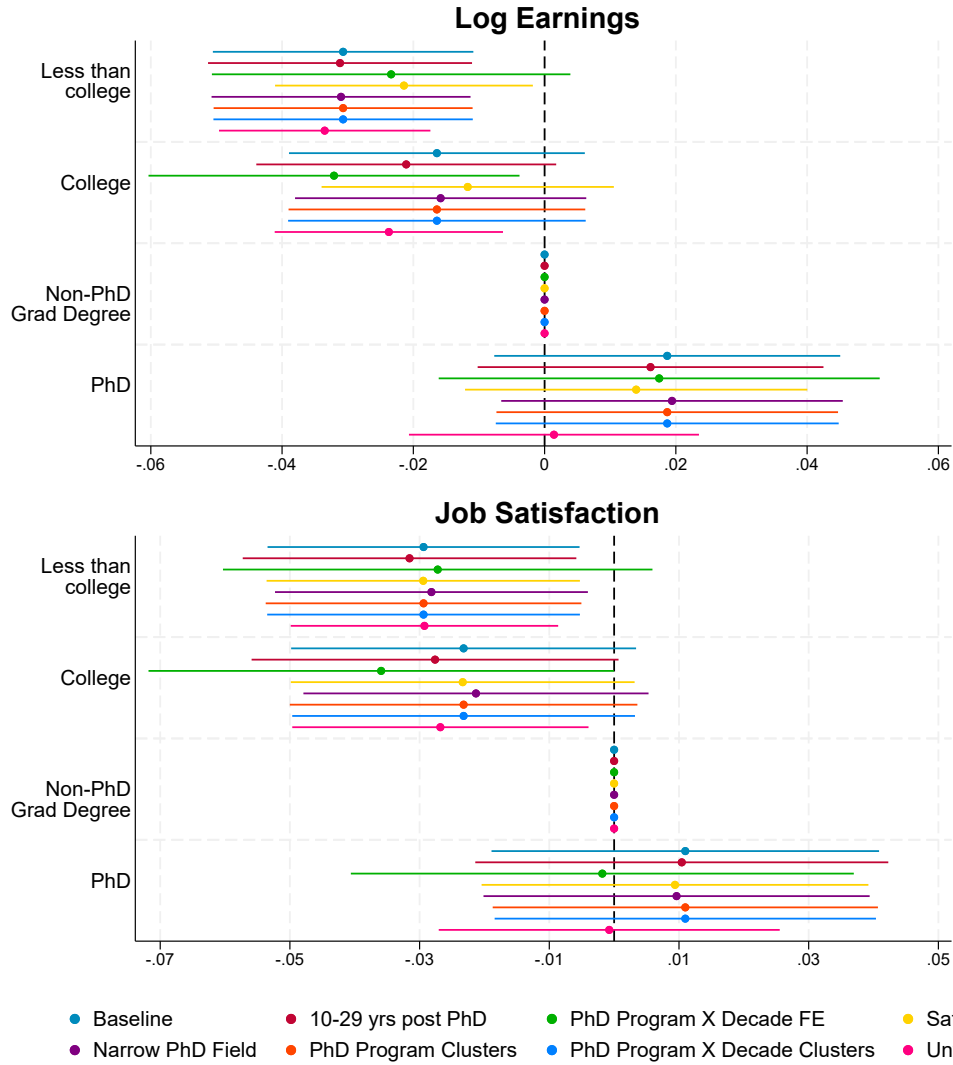 Log Earnings
Less than
college
College
Non-PhD
Grad Degree
PhD
-.06 -.04 -.02 0 .02 .04 .06
Job Satisfaction
Less than
college
College
Non-PhD
Grad Degree
PhD
-.07 -.05 -.03 -.01 .01 .03 .05
Baseline 10-29 yrs post PhD PhD Program X Decade FE
Narrow PhD Field PhD Program Clusters PhD Program X Decade Clusters